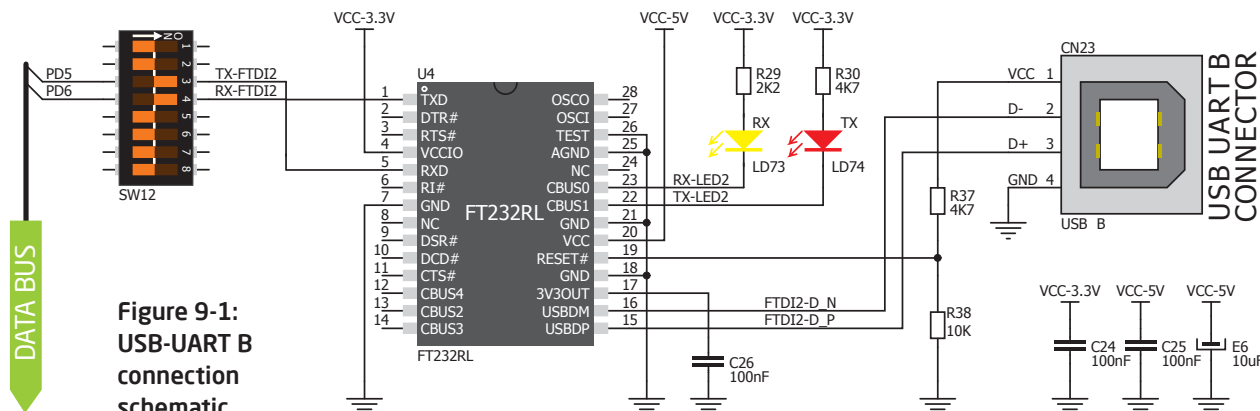 VCC-3.3V
VCC-5V
VCC-3.3V
VCC-3.3V
CN23
ON
1
2
3
4
5
6
7
8
SW12
PD5
PD6
TX-FTDI2
RX-FTDI2
DATA BUS
U4
1 TXD
2 DTR#
3 RTS#
4 VCCIO
5 RXD
6 RI#
7 GND
8 NC
9 DSR#
10 DCD#
11 CTS#
12 CBUS4
13 CBUS2
14 CBUS3
FT232RL
OSCO 28
OSCI 27
TEST 26
AGND 25
NC 24
CBUS0 23
CBUS1 22
GND 21
VCC 20
RESET# 19
GND 18
3V3OUT 17
USBDM 16
USBDP 15
FT232RL
R29
2K2
R30
4K7
RX
LD73
TX
LD74
RX-LED2
TX-LED2
FTDI2-D_N
FTDI2-D_P
R37
4K7
R38
10K
C26
100nF
VCC 1
D- 2
D+ 3
GND 4
USB B
USB UART B
CONNECTOR
VCC-3.3V
VCC-5V
VCC-5V
C24
100nF
C25
100nF
E6
10uF
Figure 9-1:
USB-UART B
connection
schematic